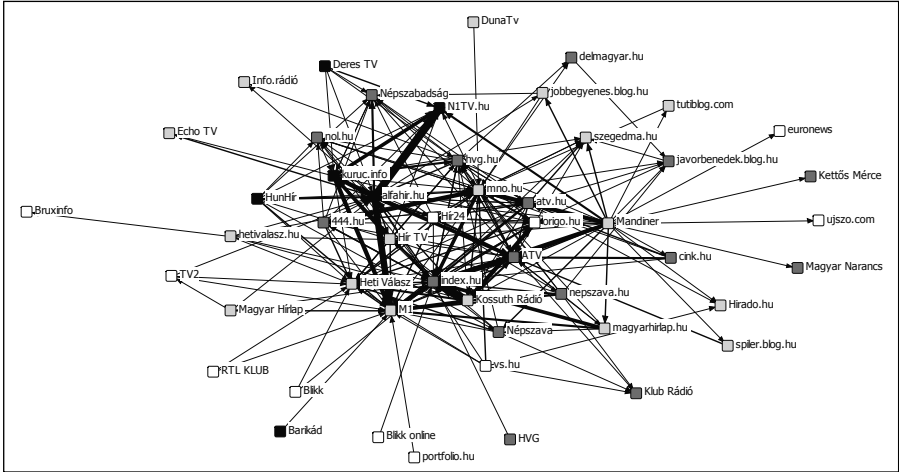 DunaTv
delmagyar.hu
Deres TV
Info.rádió
Népszabadság
jobbegyenes.blog.hu
N1TV.hu
tutiblog.com
Echo TV
nol.hu
szegedma.hu
euronews
hvg.hu
javorbenedek.blog.hu
kuruc.info
Kettős Mérce
mno.hu
HunHír
alfahir.hu
atv.hu
Bruxinfo
444.hu
Hír24
origo.hu
Mandiner
ujszo.com
hetivalasz.hu
Hír TV
ATV
cink.hu
Magyar Narancs
TV2
Heti Válasz
index.hu
nepszava.hu
Kossuth Rádió
Hirado.hu
Magyar Hírlap
M1
Népszava
magyarhirlap.hu
spiler.blog.hu
vs.hu
RTL KLUB
Blikk
Klub Rádió
Barikád
Blikk online
HVG
portfolio.hu